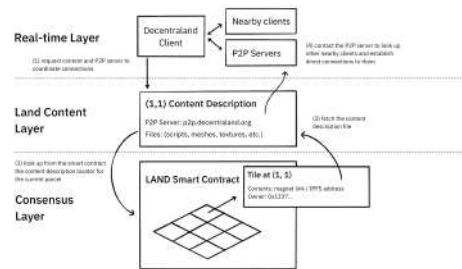 Real-time Layer
Decentraland
Client
Nearby clients
P2P Servers
(1) request content and P2P server to
coordinate connections
(4) contact the P2P server to look up
other nearby clients and establish
direct connections to them
Land Content
Layer
(1,1) Content Description
P2P Server: p2p.decentraland.org
Files: (scripts, meshes, textures, etc.)
(3) fetch the content
description file
(2) look up from the smart contract
the content description locator for
the current parcel
Consensus
Layer
LAND Smart Contract
Tile at (1, 1)
Contents: magnet link / IPFS address
Owner: 0x1237...